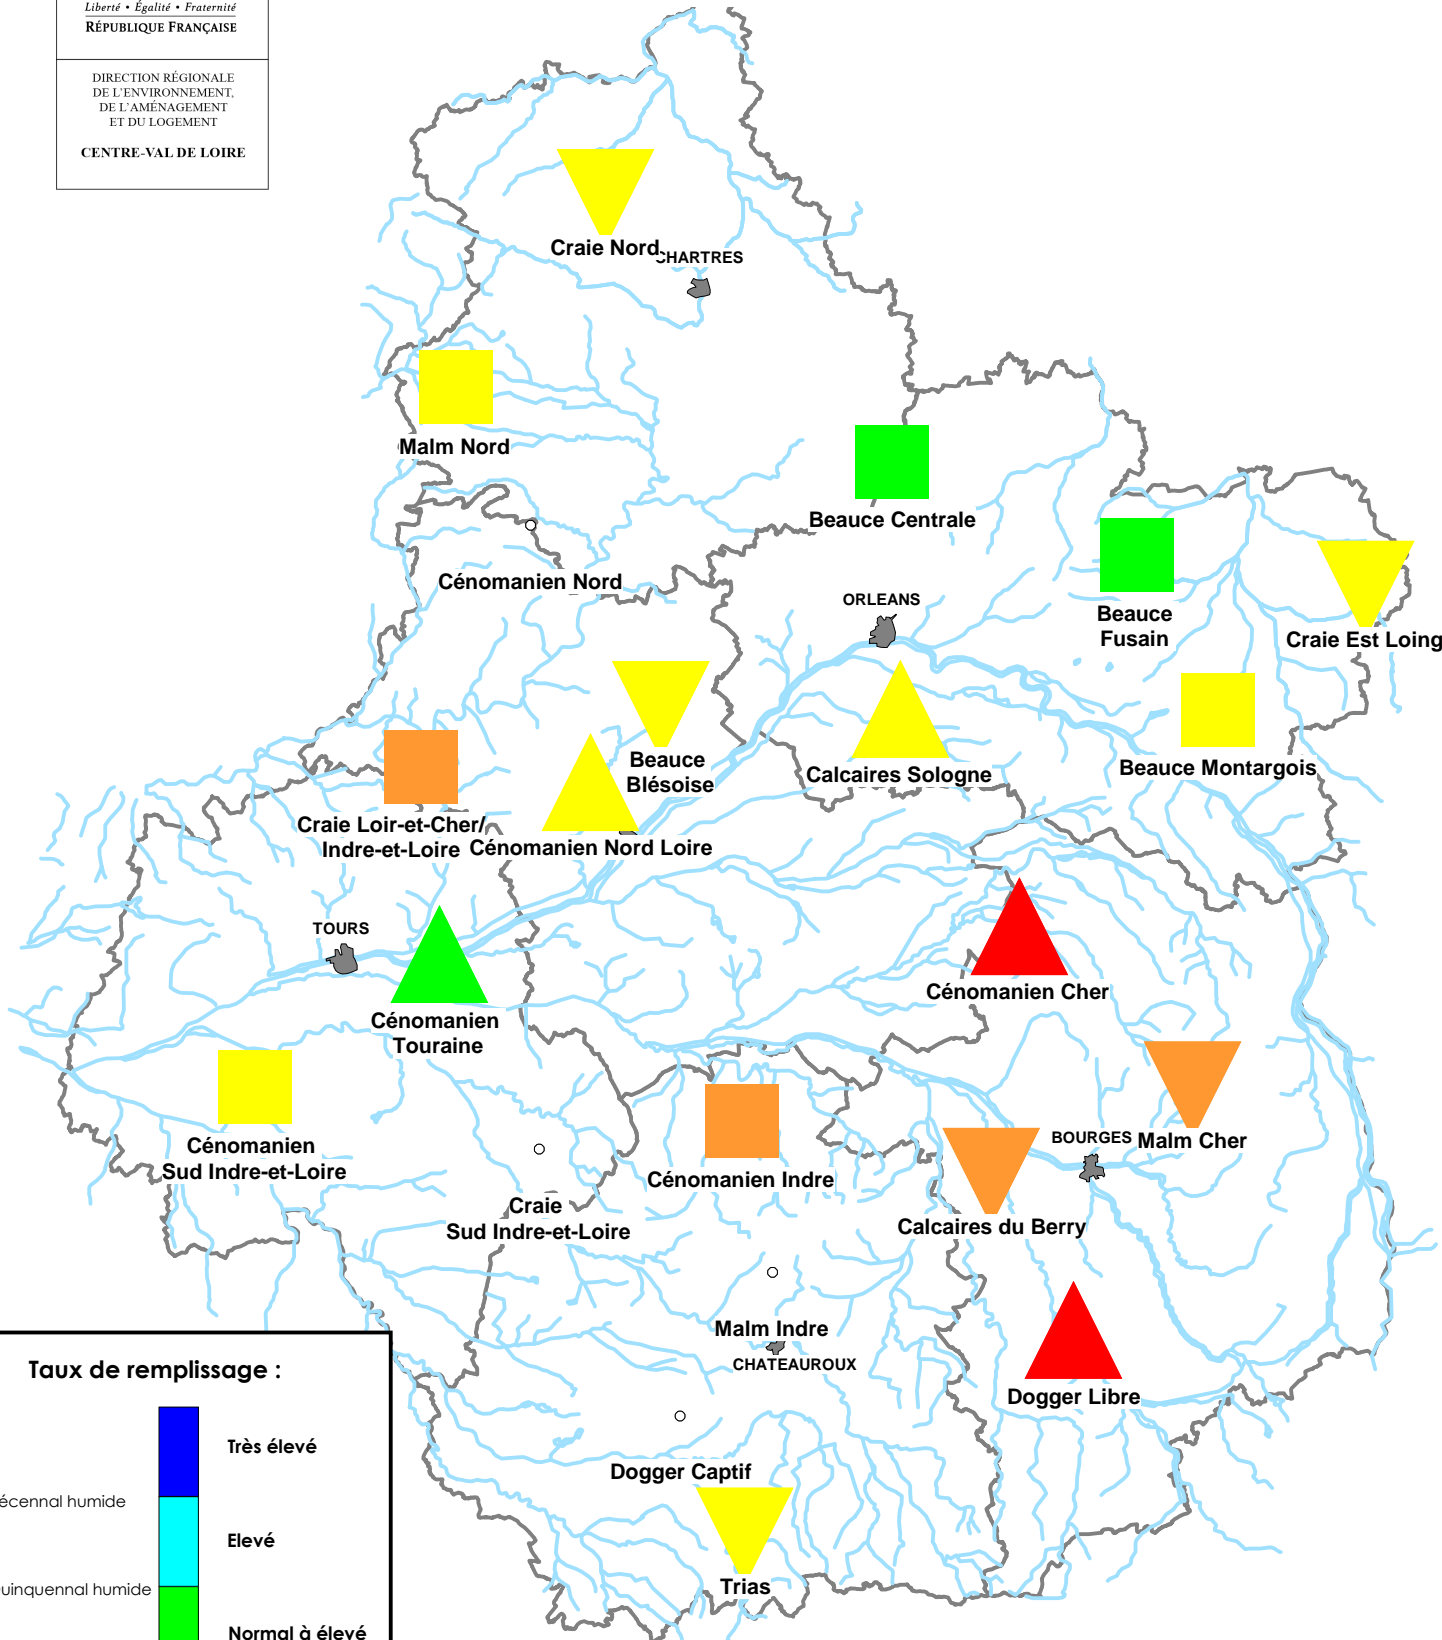 Liberté • Égalité • Fraternité
RÉPUBLIQUE FRANÇAISE
DIRECTION RÉGIONALE
DE L'ENVIRONNEMENT,
DE L'AMÉNAGEMENT
ET DU LOGEMENT
CENTRE-VAL DE LOIRE
Craie Nord
CHARTRES
Malm Nord
Beauce Centrale
Cénomanien Nord
ORLEANS
Beauce
Fusain
Craie Est Loing
Beauce
Blésoise
Calcaires Sologne
Beauce Montargois
Craie Loir-et-Cher/
Indre-et-Loire
Cénomanien Nord Loire
TOURS
Cénomanien Cher
Cénomanien
Touraine
Cénomanien
Sud Indre-et-Loire
BOURGES
Malm Cher
Cénomanien Indre
Craie
Sud Indre-et-Loire
Calcaires du Berry
Malm Indre
CHATEAUROUX
Dogger Libre
Dogger Captif
Trias
Taux de remplissage :
Très élevé
écennal humide
Elevé
uinquennal humide
Normal à élevé